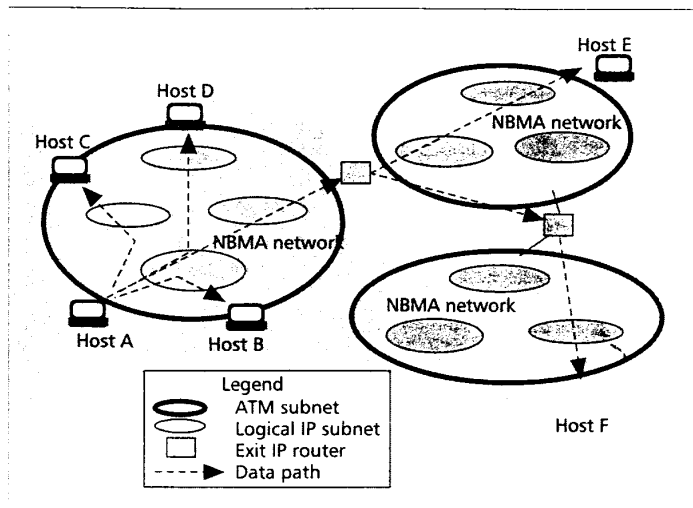 Host E
Host D
Host C
NBMA network
NBMA network
NBMA network
Host A
Host B
Host F
Legend
ATM subnet
Logical IP subnet
Exit IP router
Data path